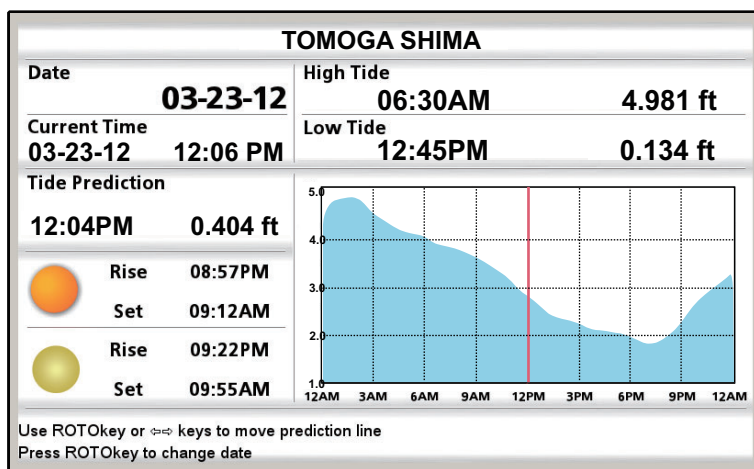 TOMOGA SHIMA
Date
03-23-12
High Tide
06:30AM 4.981 ft
Current Time
03-23-12 12:06 PM
Low Tide
12:45PM 0.134 ft
Tide Prediction
12:04PM 0.404 ft
Rise 08:57PM
Set 09:12AM
Rise 09:22PM
Set 09:55AM
5.0
4.0
3.0
2.0
1.0
12AM 3AM 6AM 9AM 12PM 3PM 6PM 9PM 12AM
Use ROTOkey or ⇦⇨ keys to move prediction line
Press ROTOkey to change date